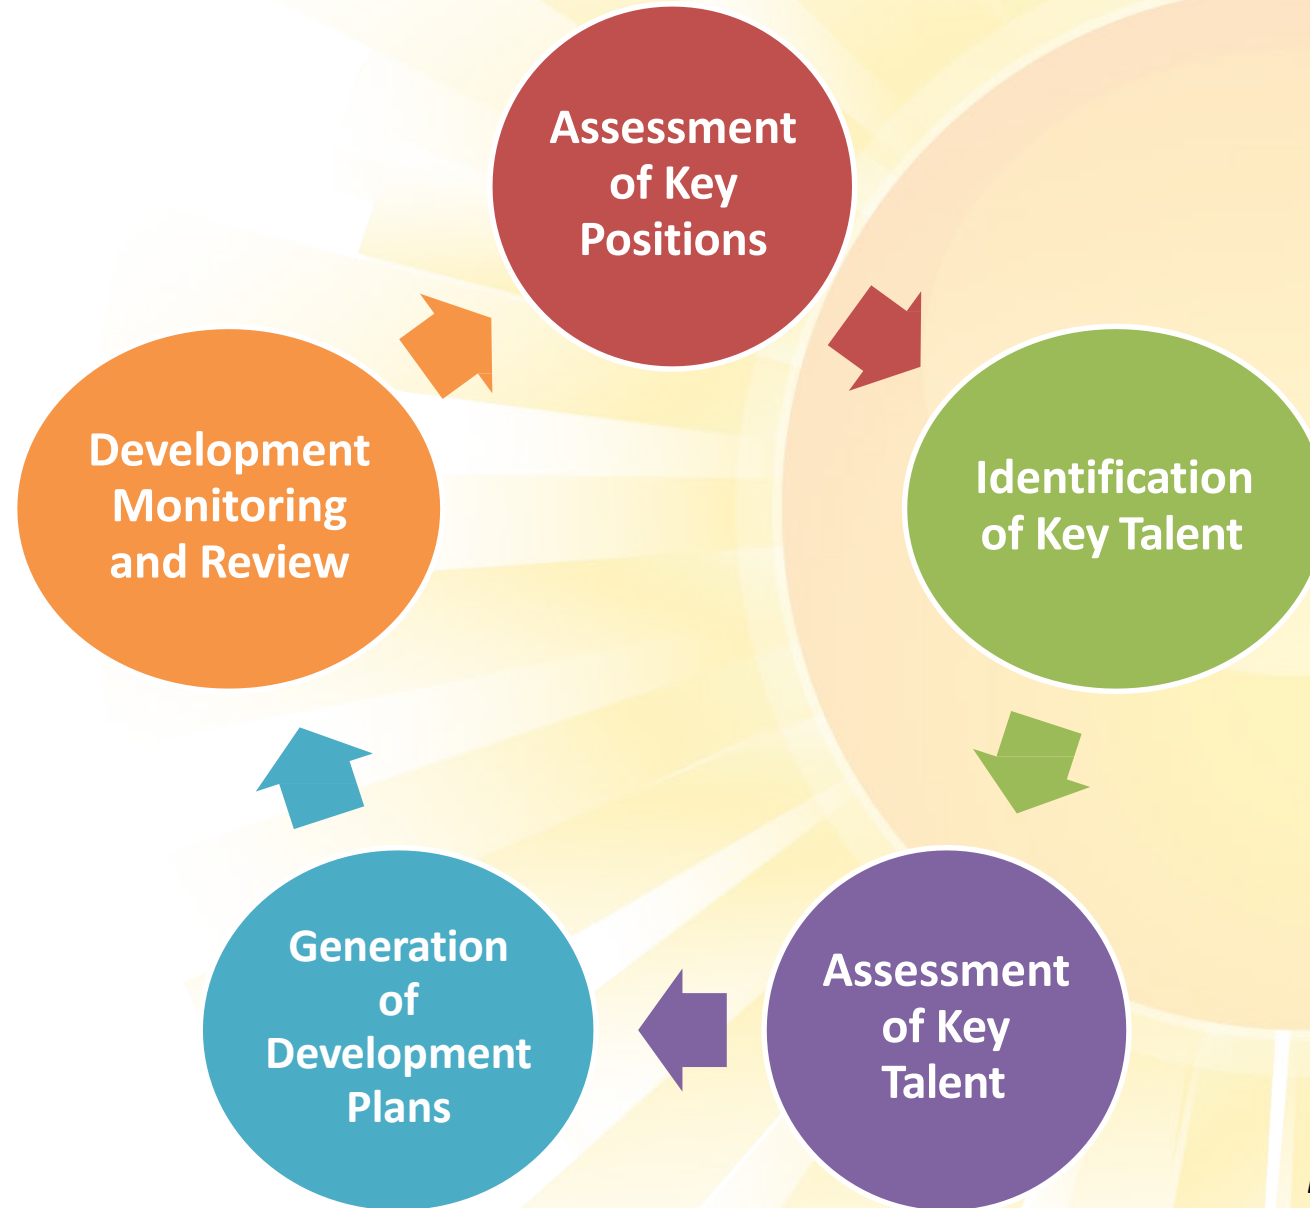 Assessment
of Key
Positions
Identification
of Key Talent
Assessment
of Key
Talent
Generation
of
Development
Plans
Development
Monitoring
and Review